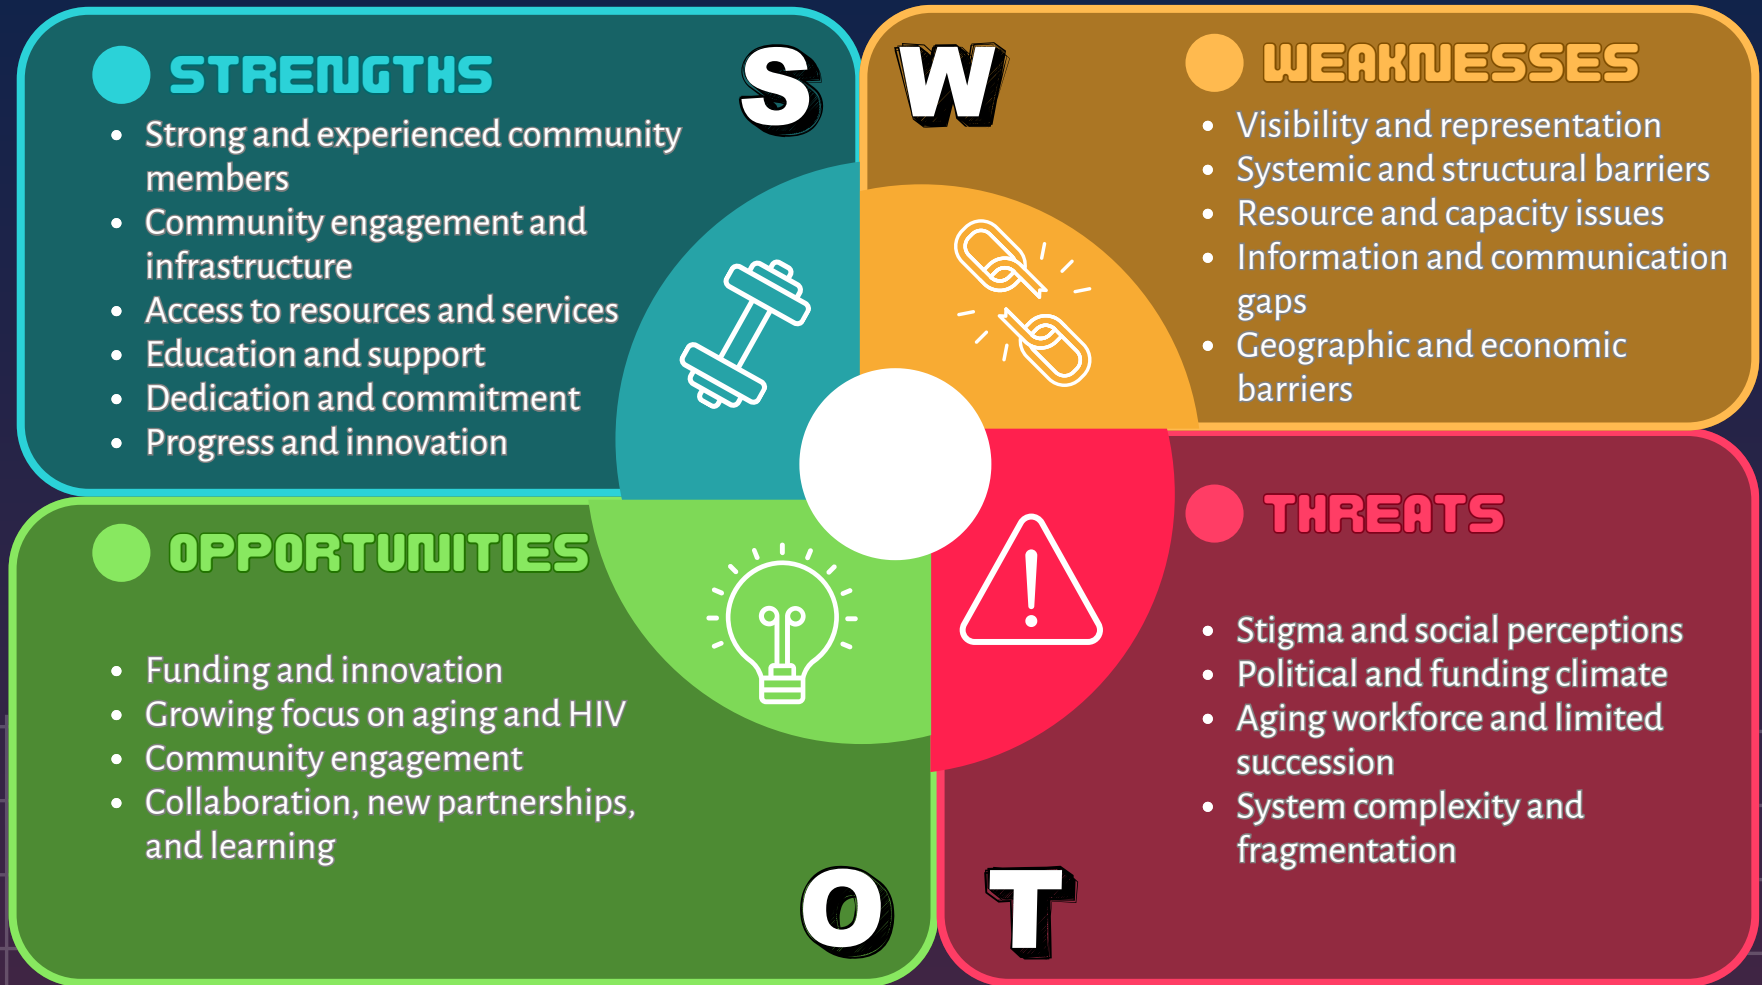 STRENGTHS
S
• Strong and experienced community
members
• Community engagement and
infrastructure
• Access to resources and services
• Education and support
• Dedication and commitment
• Progress and innovation
W
WEAKNESSES
• Visibility and representation
• Systemic and structural barriers
• Resource and capacity issues
• Information and communication
gaps
• Geographic and economic
barriers
OPPORTUNITIES
• Funding and innovation
• Growing focus on aging and HIV
• Community engagement
• Collaboration, new partnerships,
and learning
O
THREATS
• Stigma and social perceptions
• Political and funding climate
• Aging workforce and limited
succession
• System complexity and
fragmentation
T